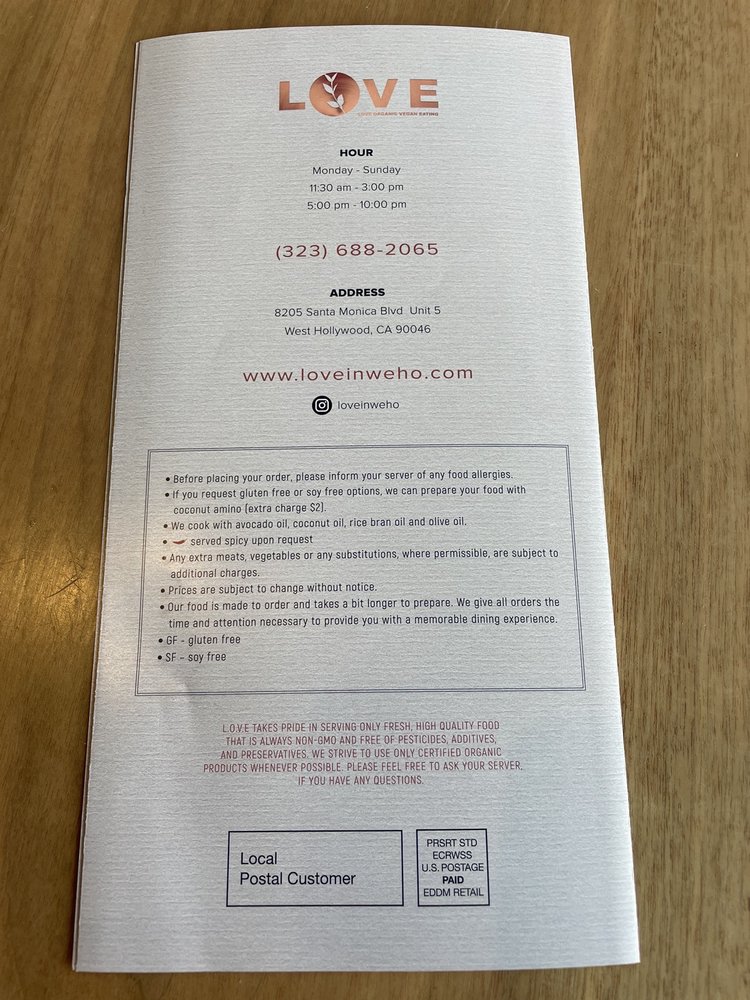 LOVE
LOVE ORGANIC VEGAN EATING
HOUR
Monday - Sunday
11:30 am - 3:00 pm
5:00 pm - 10:00 pm
(323) 688-2065
ADDRESS
8205 Santa Monica Blvd Unit 5
West Hollywood, CA 90046
www.loveinweho.com
loveinweho
• Before placing your order, please inform your server of any food allergies.
• If you request gluten free or soy free options, we can prepare your food with
coconut amino (extra charge $2).
• We cook with avocado oil, coconut oil, rice bran oil and olive oil.
• served spicy upon request
• Any extra meats, vegetables or any substitutions, where permissible, are subject to
additional charges.
• Prices are subject to change without notice.
• Our food is made to order and takes a bit longer to prepare. We give all orders the
time and attention necessary to provide you with a memorable dining experience.
• GF - gluten free
• SF – soy free
L.O.V.E TAKES PRIDE IN SERVING ONLY FRESH, HIGH QUALITY FOOD
THAT IS ALWAYS NON-GMO AND FREE OF PESTICIDES, ADDITIVES,
AND PRESERVATIVES. WE STRIVE TO USE ONLY CERTIFIED ORGANIC
PRODUCTS WHENEVER POSSIBLE. PLEASE FEEL FREE TO ASK YOUR SERVER,
IF YOU HAVE ANY QUESTIONS.
Local
Postal Customer
PRSRT STD
ECRWSS
U.S. POSTAGE
PAID
EDDM RETAIL